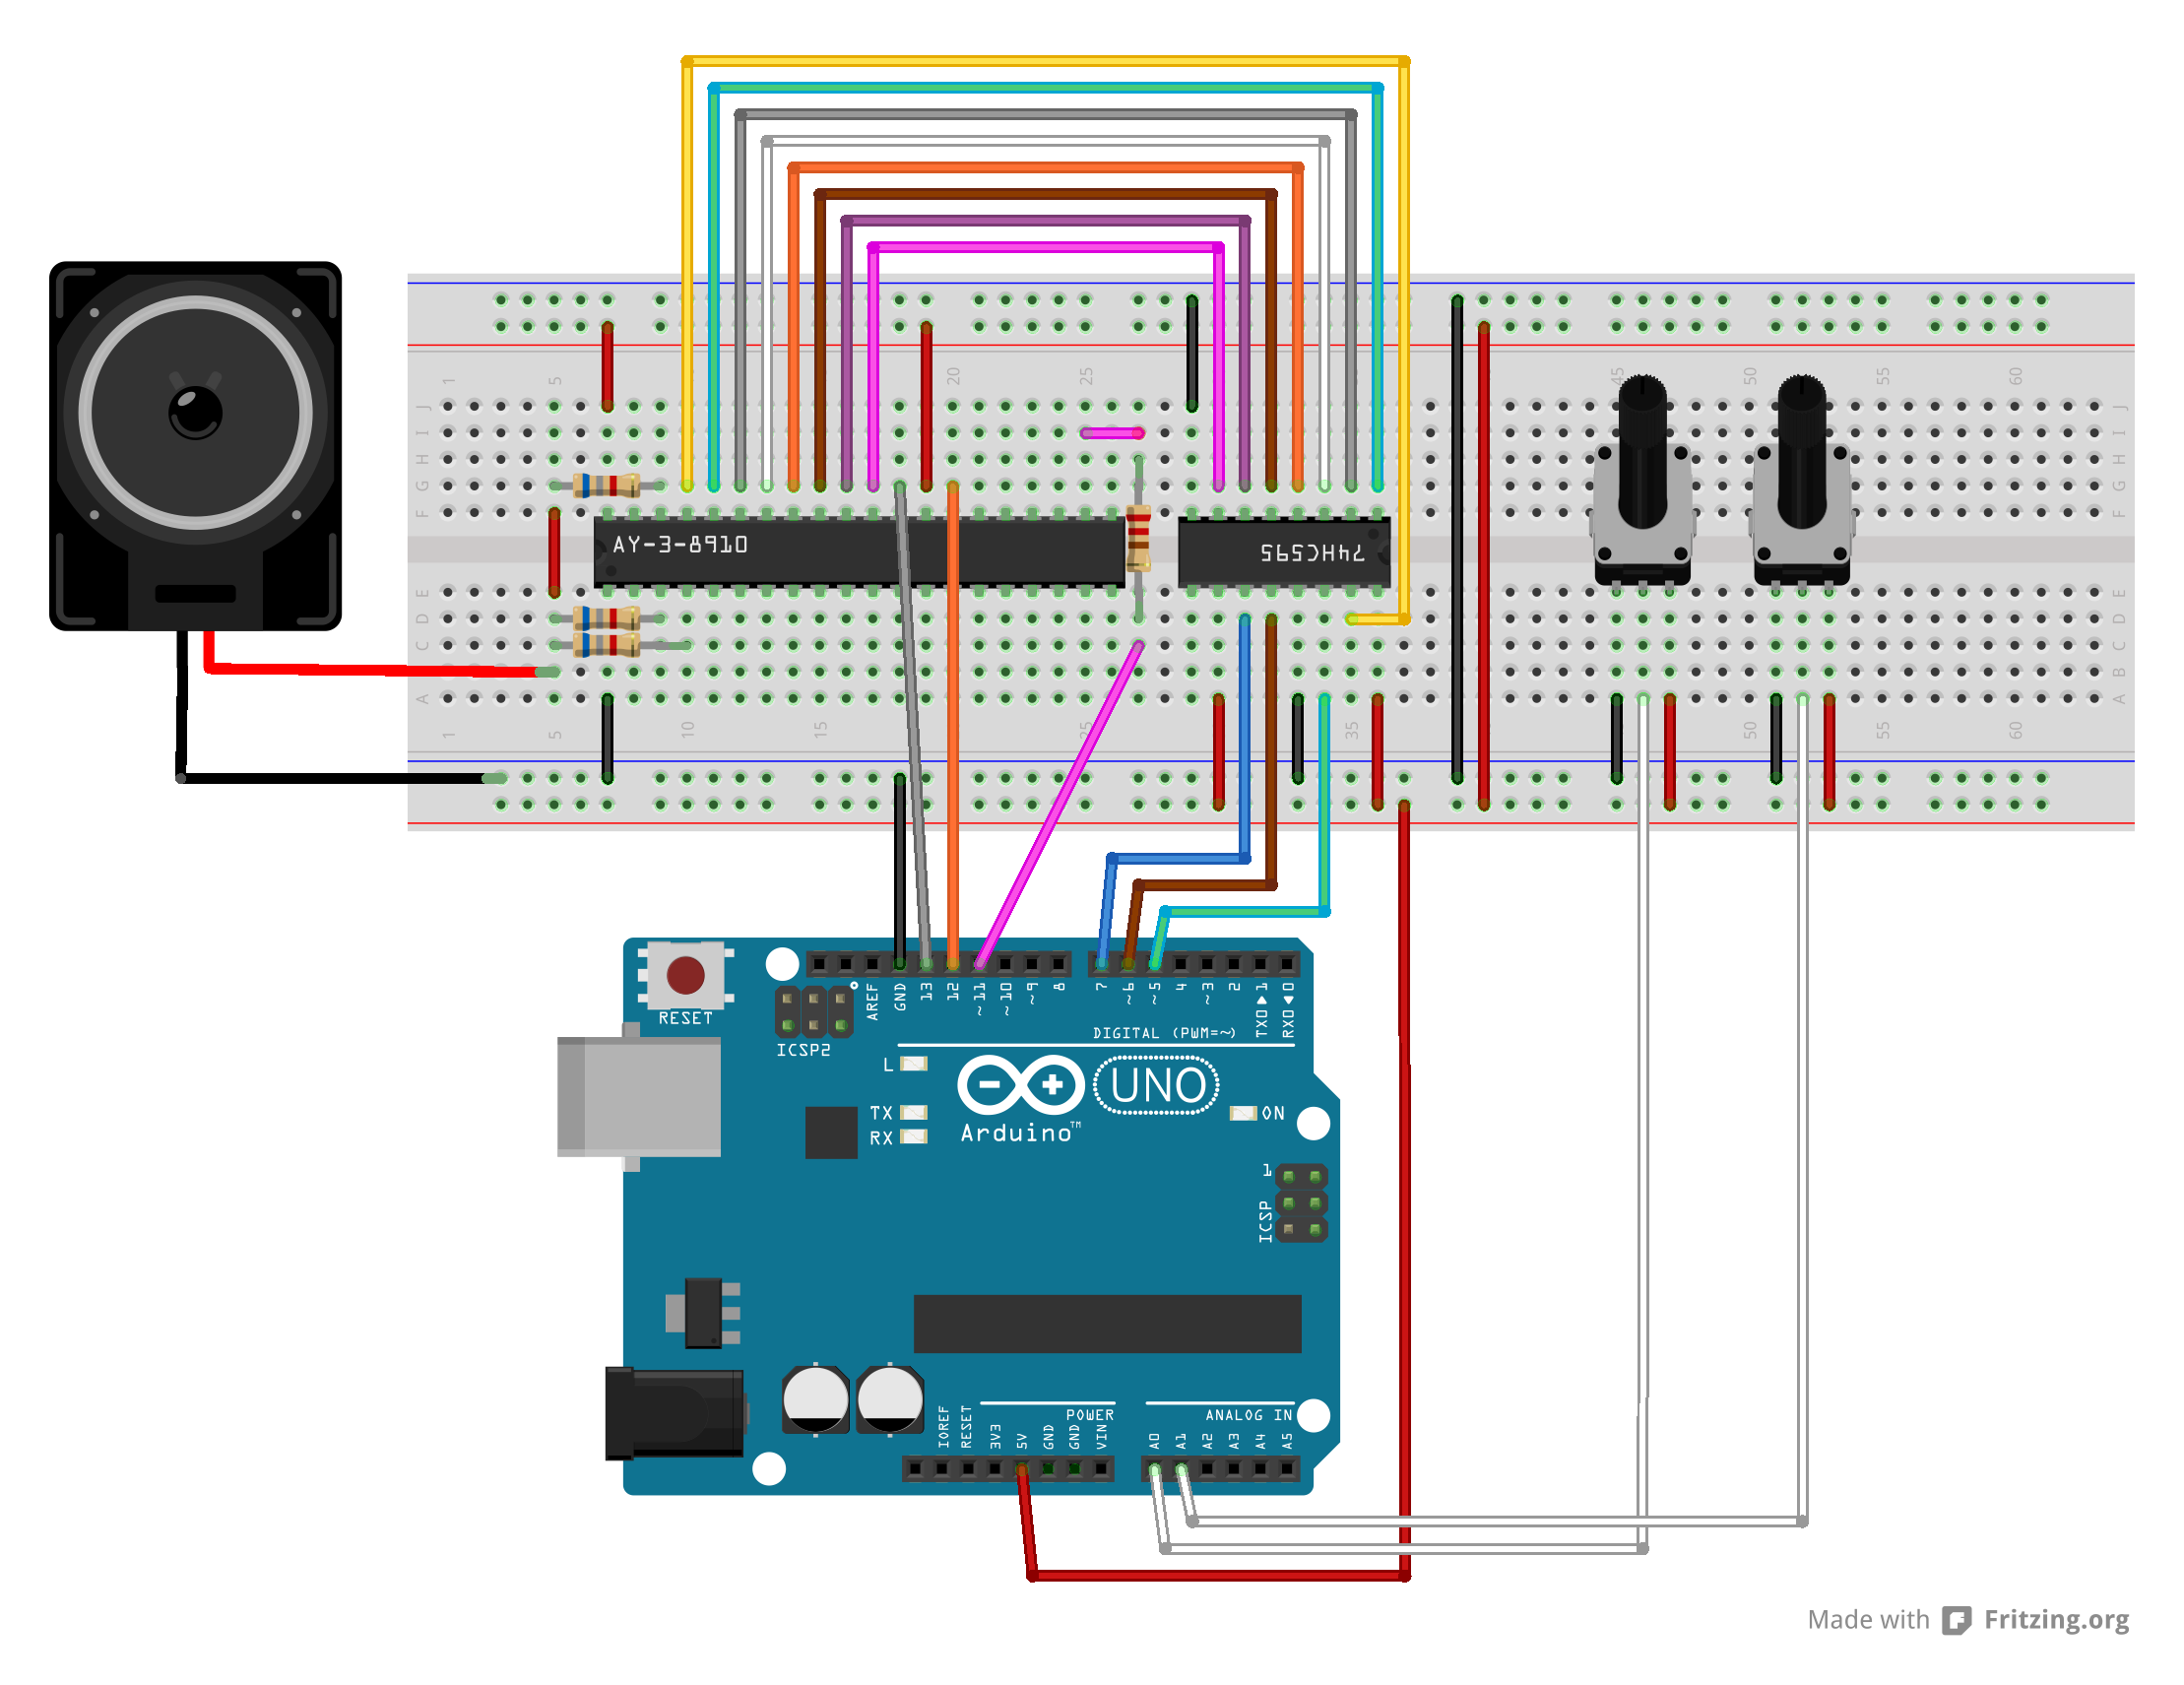 1 5 20 25 45 50 55 60
J J
I I
H H
G G
F F
AY-3-8910
74HC595
E E
D D
C C
B
A A
1 5 10 15 25 35 50 55 60
RESET
ICSP2
AREF GND 13 12 ~11 ~10 ~9 8 7 ~6 ~5 4 ~3 2 TX0 1 RX0 0
DIGITAL (PWM=~)
L
TX
RX
UNO
Arduino™
ON
1
ICSP
POWER
ANALOG IN
IOREF RESET 3V3 5V GND GND VIN A0 A1 A2 A3 A4 A5
Made with Fritzing.org